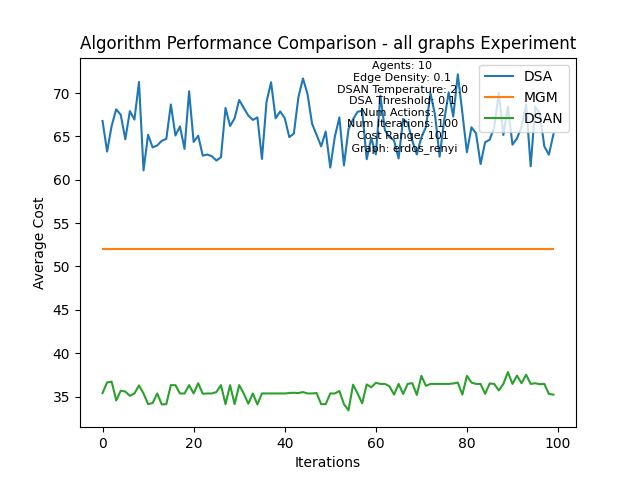 Algorithm Performance Comparison - all graphs Experiment
Agents: 10
Edge Density: 0.1
DSAN Temperature: 2.0
DSA Threshold: 0.1
Num Actions: 2
Num Iterations: 100
Cost Range: 101
Graph: erdos_renyi
DSA
MGM
DSAN
Average Cost
70
65
60
55
50
45
40
35
0
20
40
60
80
100
Iterations